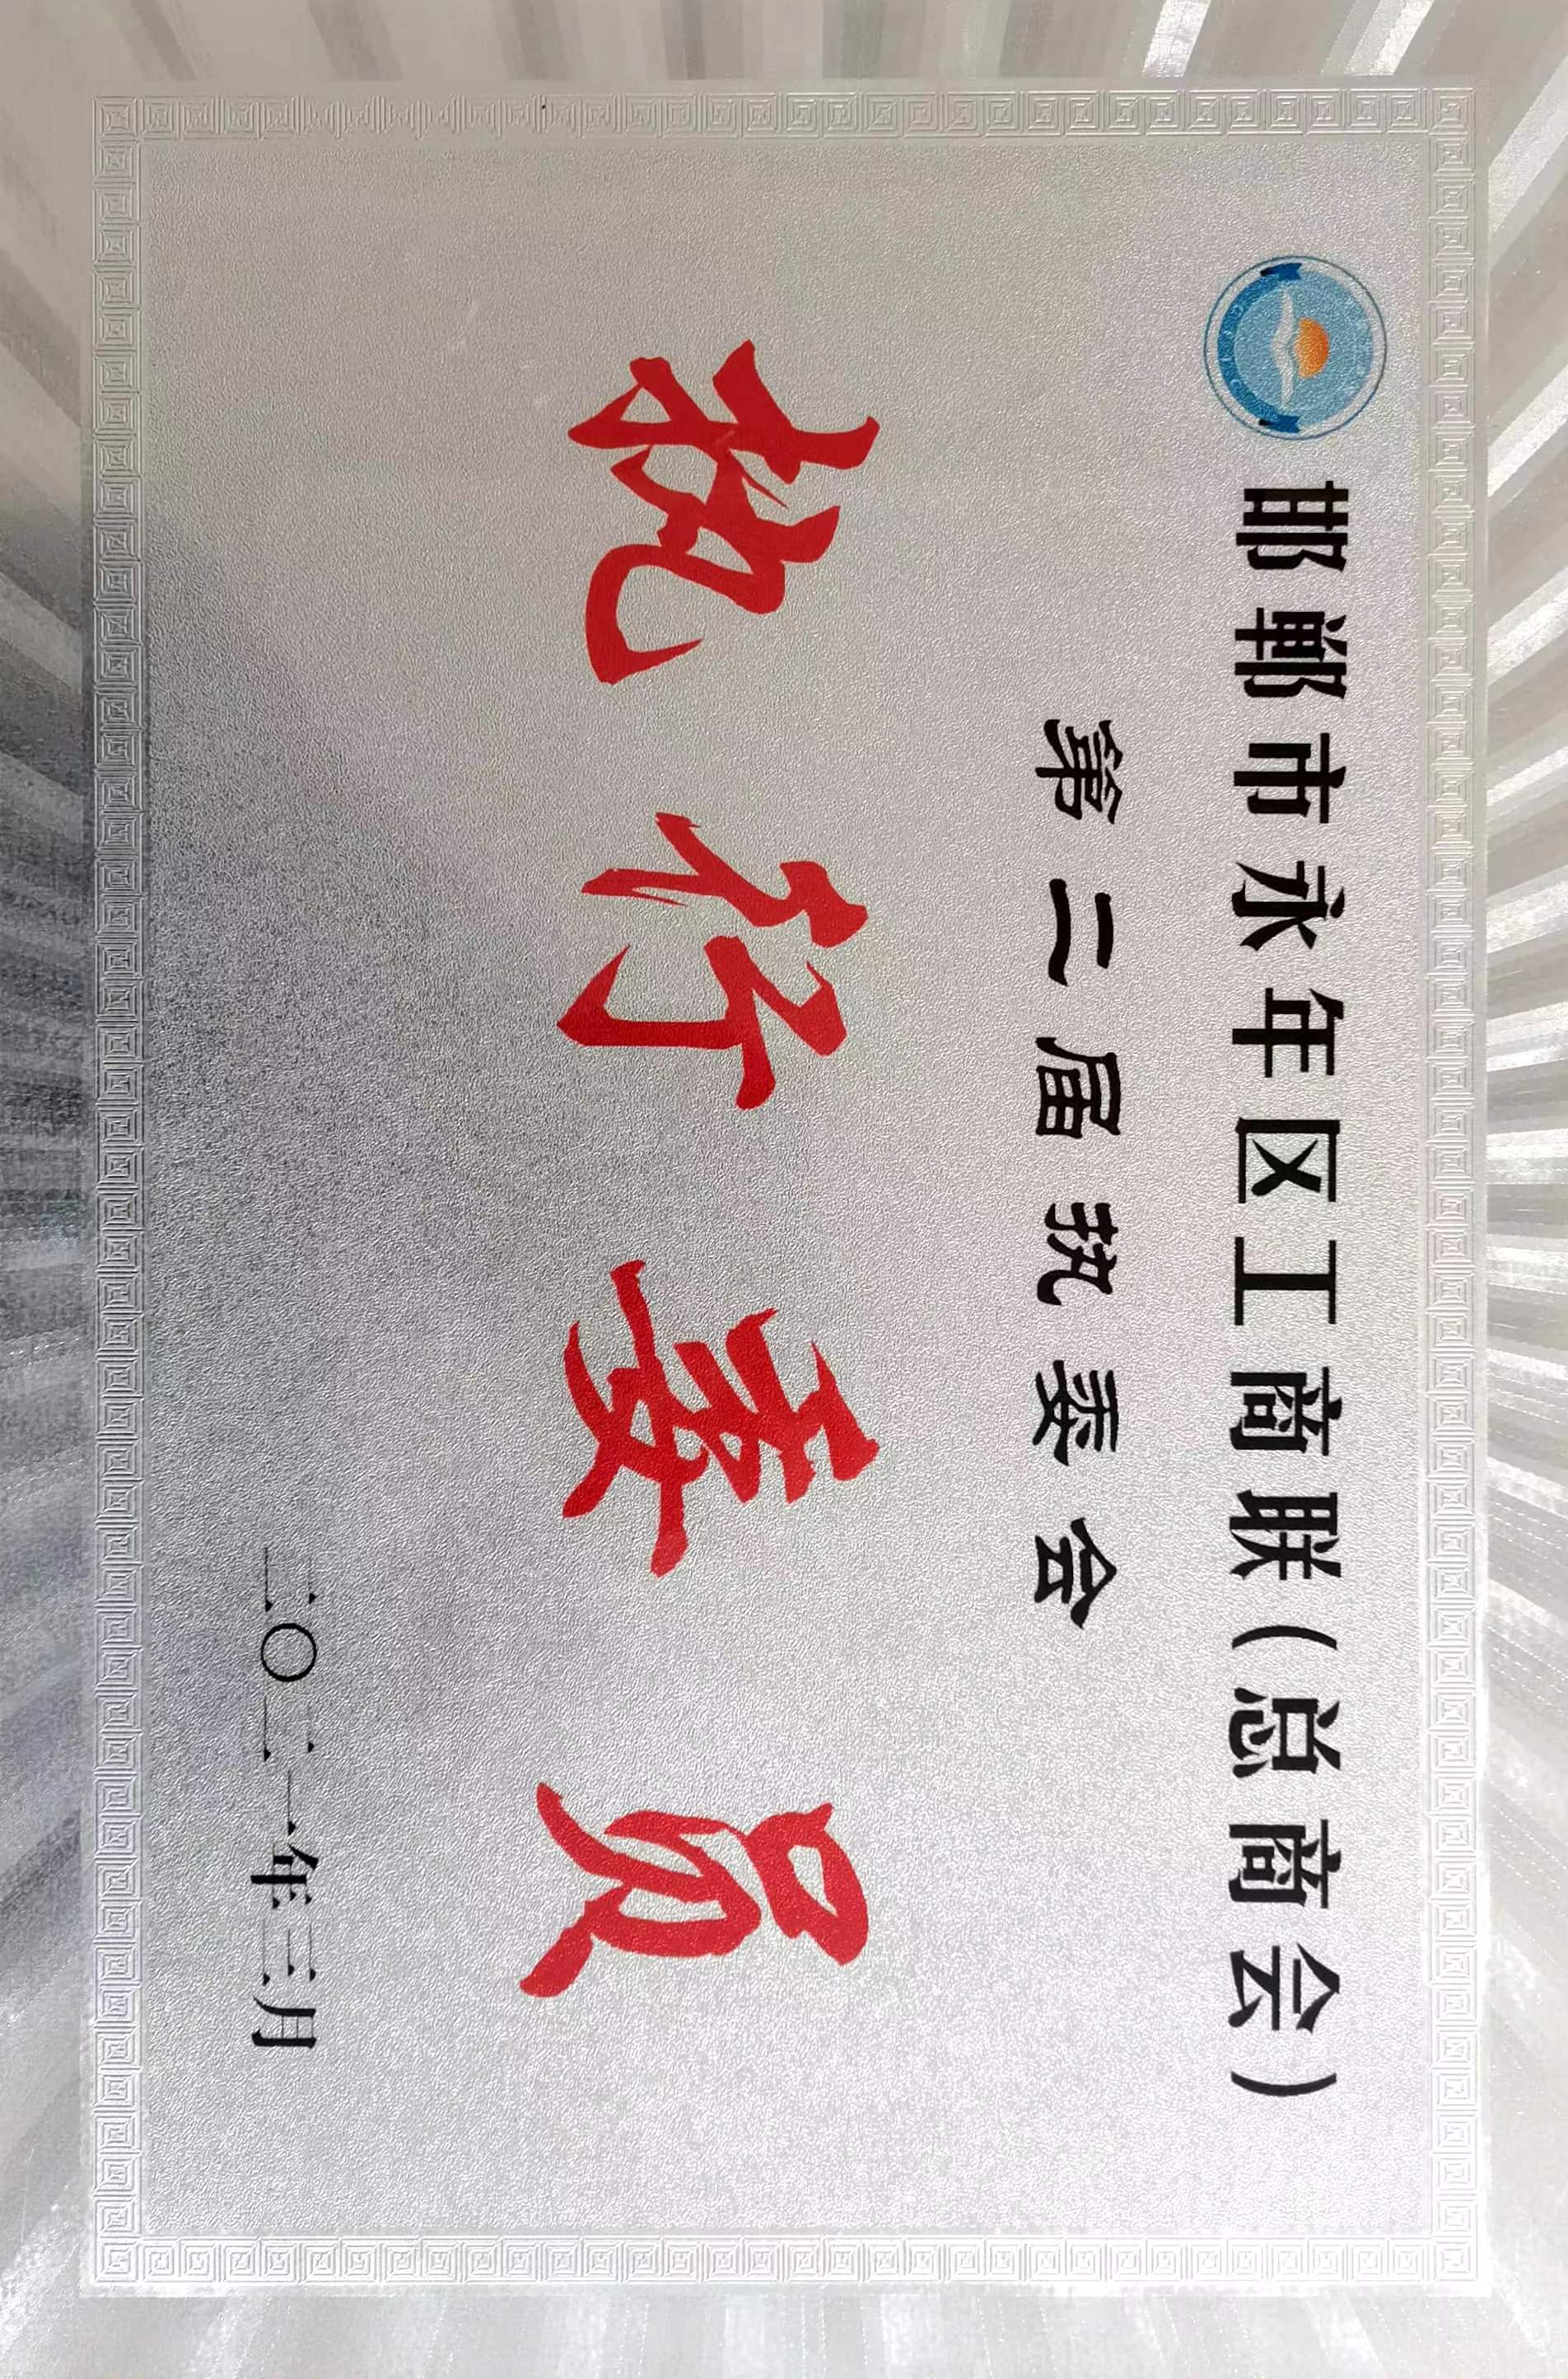 邯郸市永年区工商联(总商会)
第二届执委会
执行委员
二〇二一年三月